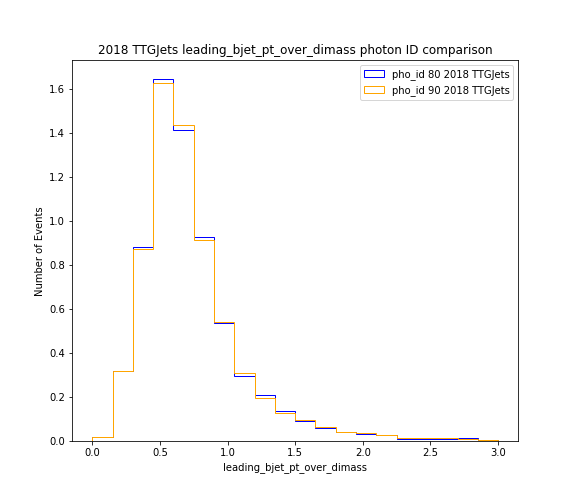 2018 TTGJets leading_bjet_pt_over_dimass photon ID comparison
pho_id 80 2018 TTGJets
pho_id 90 2018 TTGJets
Number of Events
1.6
1.4
1.2
1.0
0.8
0.6
0.4
0.2
0.0
0.0 0.5 1.0 1.5 2.0 2.5 3.0
leading_bjet_pt_over_dimass